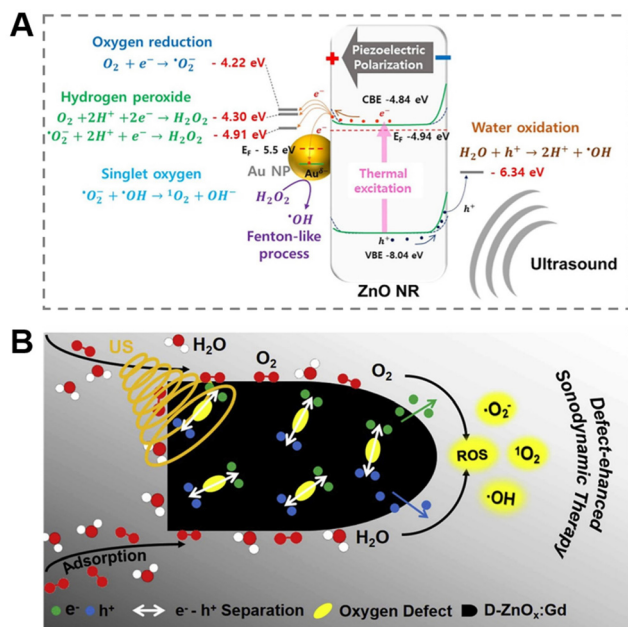 A
Oxygen reduction
O₂ + e⁻ → •O₂⁻ - 4.22 eV
Hydrogen peroxide
O₂ +2H⁺ +2e⁻ → H₂O₂ - 4.30 eV
•O₂⁻ +2H⁺ + e⁻ → H₂O₂ - 4.91 eV
Singlet oxygen
•O₂⁻ + •OH → ¹O₂ + OH⁻
+
Piezoelectric
Polarization
−
e⁻
CBE -4.84 eV
e⁻
E_F - 4.94 eV
E_F - 5.5 eV
Au NP
Au^δ⁻
H₂O₂
•OH
Fenton-like
process
Thermal
excitation
h⁺
VBE -8.04 eV
ZnO NR
Water oxidation
H₂O + h⁺ → 2H⁺ + •OH
- 6.34 eV
h⁺
Ultrasound
B
US
H₂O
O₂
O₂
H₂O
Adsorption
ROS
·O₂⁻
¹O₂
·OH
Defect-ehanced
Sonodynamic Therapy
e⁻ h⁺ e⁻ - h⁺ Separation Oxygen Defect D-ZnOₓ:Gd